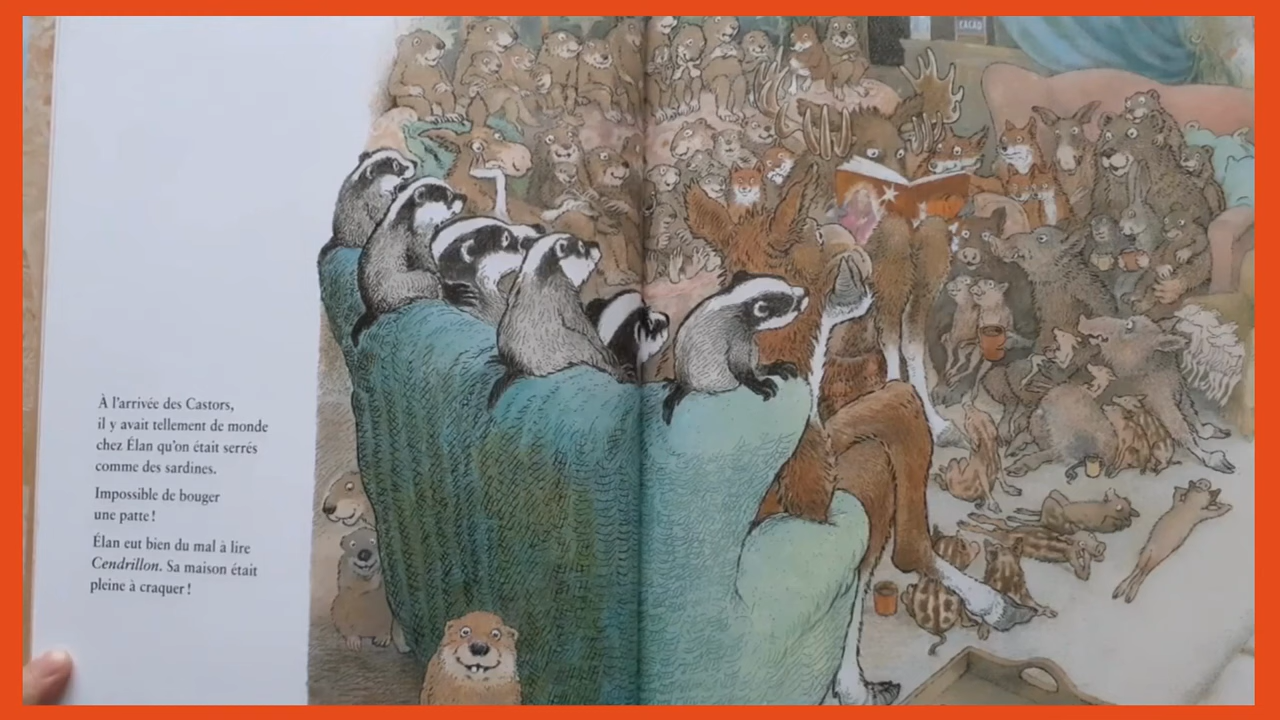 À l'arrivée des Castors,
il y avait tellement de monde
chez Élan qu'on était serrés
comme des sardines.
Impossible de bouger
une patte !
Élan eut bien du mal à lire
Cendrillon. Sa maison était
pleine à craquer !
CACAO